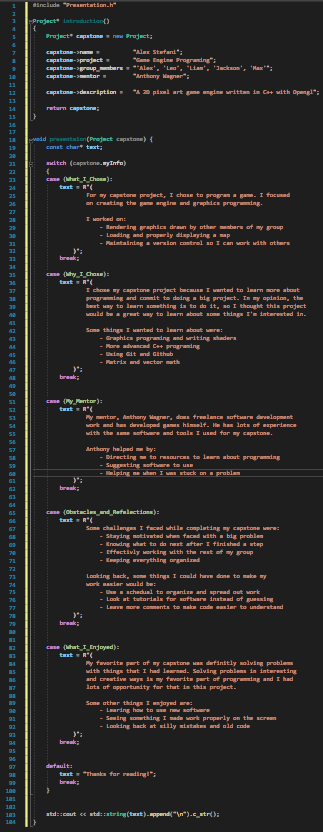 #include "Presentation.h"
Project* introduction()
{
Project* capstone = new Project;
capstone->name = "Alex Stefani";
capstone->project = "Game Engine Programing";
capstone->group_members = "'Alex', 'Leo', 'Liam', 'Jackson', 'Max'";
capstone->mentor = "Anthony Wagner";
capstone->description = "A 2D pixel art game engine written in C++ with Opengl";
return capstone;
}
void presentaion(Project capstone) {
const char* text;
switch (capstone.myInfo)
{
case (What_I_Chose):
text = R"(
For my capstone project, I chose to program a game. I focused
on creating the game engine and graphics programming.
I worked on:
- Rendering graphics drawn by other members of my group
- Loading and properly displaying a map
- Maintaining a version control so I can work with others
)";
break;
case (Why_I_Chose):
text = R"(
I chose my capstone project because I wanted to learn more about
programming and commit to doing a big project. In my opinion, the
best way to learn something is to do it, so I thought this project
would be a great way to learn about some things I'm interested in.
Some things I wanted to learn about were:
- Graphics programming and writing shaders
- More advanced C++ programing
- Using Git and Github
- Matrix and vector math
)";
break;
case (My_Mentor):
text = R"(
My mentor, Anthony Wagner, does freelance software development
work and has developed games himself. He has lots of experience
with the same software and tools I used for my capstone.
Anthony helped me by:
- Directing me to resources to learn about programming
- Suggesting software to use
- Helping me when I was stuck on a problem
)";
break;
case (Obstacles_and_Refelections):
text = R"(
Some challenges I faced while completing my capstone were:
- Staying motivated when faced with a big problem
- Knowing what to do next after I finished a step
- Effectivly working with the rest of my group
- Keeping everything organized
Looking back, some things I could have done to make my
work easier would be:
- Use a schedual to organize and spread out work
- Look at tutorials for software instead of guessing
- Leave more comments to make code easier to understand
)";
break;
case (What_I_Enjoyed):
text = R"(
My favorite part of my capstone was definitly solving problems
with things that I had learned. Solving problems in interesting
and creative ways is my favorite part of programming and I had
lots of opportunity for that in this project.
Some other things I enjoyed are:
- Learing how to use new software
- Seeing something I made work properly on the screen
- Looking back at silly mistakes and old code
)";
break;
default:
text = "Thanks for reading!";
break;
}
std::cout << std::string(text).append("\n").c_str();
}